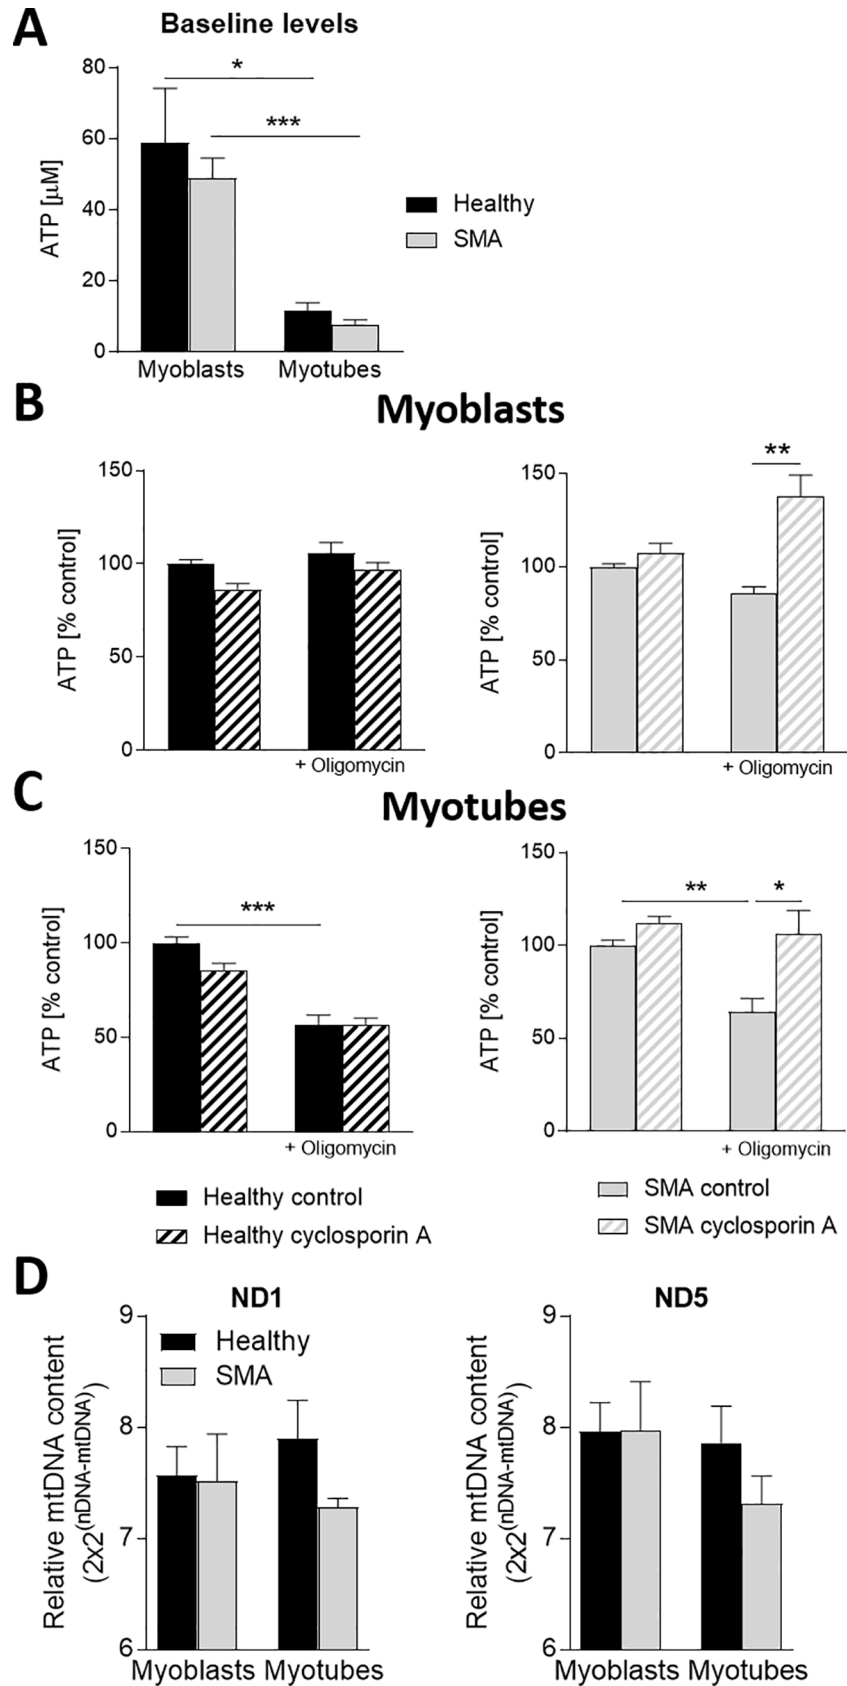 A
Baseline levels
80
60
40
20
0
ATP [µM]
*
***
Healthy
SMA
Myoblasts
Myotubes
B
Myoblasts
150
100
50
0
ATP [% control]
+ Oligomycin
150
100
50
0
ATP [% control]
**
+ Oligomycin
C
Myotubes
150
100
50
0
ATP [% control]
***
+ Oligomycin
150
100
50
0
ATP [% control]
**
*
+ Oligomycin
Healthy control
Healthy cyclosporin A
SMA control
SMA cyclosporin A
D
ND1
9
8
7
6
Relative mtDNA content
(2x2^(nDNA-mtDNA))
Healthy
SMA
Myoblasts
Myotubes
ND5
9
8
7
6
Relative mtDNA content
(2x2^(nDNA-mtDNA))
Myoblasts
Myotubes